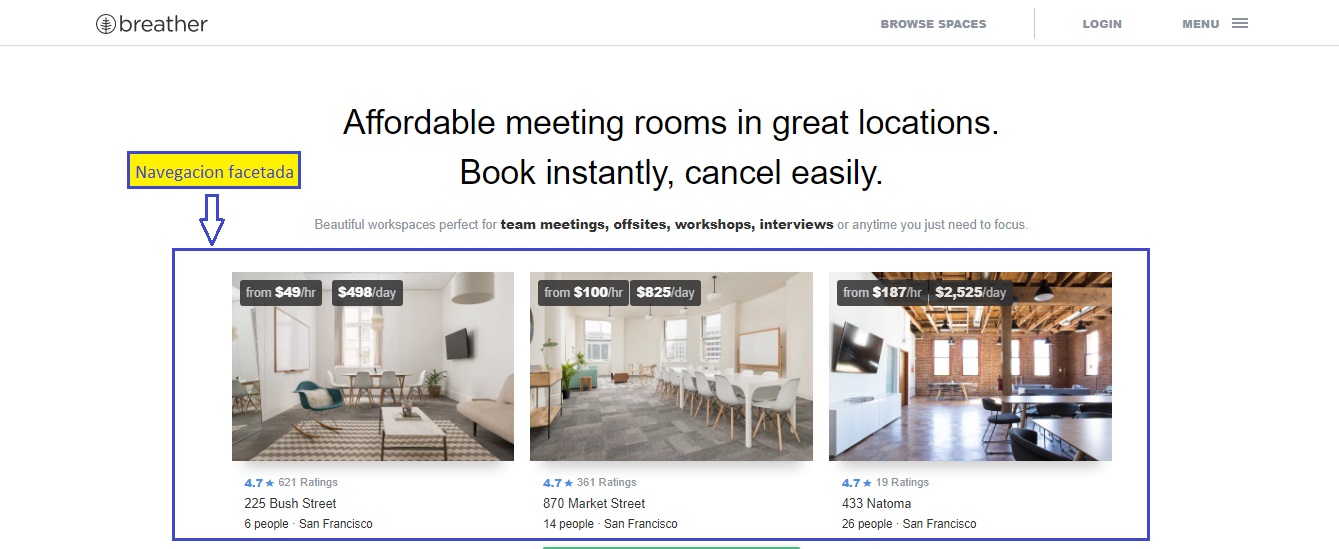 breather
BROWSE SPACES
LOGIN
MENU
Affordable meeting rooms in great locations.
Book instantly, cancel easily.
Navegacion facetada
Beautiful workspaces perfect for team meetings, offsites, workshops, interviews or anytime you just need to focus.
from $49/hr $498/day
from $100/hr $825/day
from $187/hr $2,525/day
4.7★ 621 Ratings
225 Bush Street
6 people · San Francisco
4.7★ 361 Ratings
870 Market Street
14 people · San Francisco
4.7★ 19 Ratings
433 Natoma
26 people · San Francisco